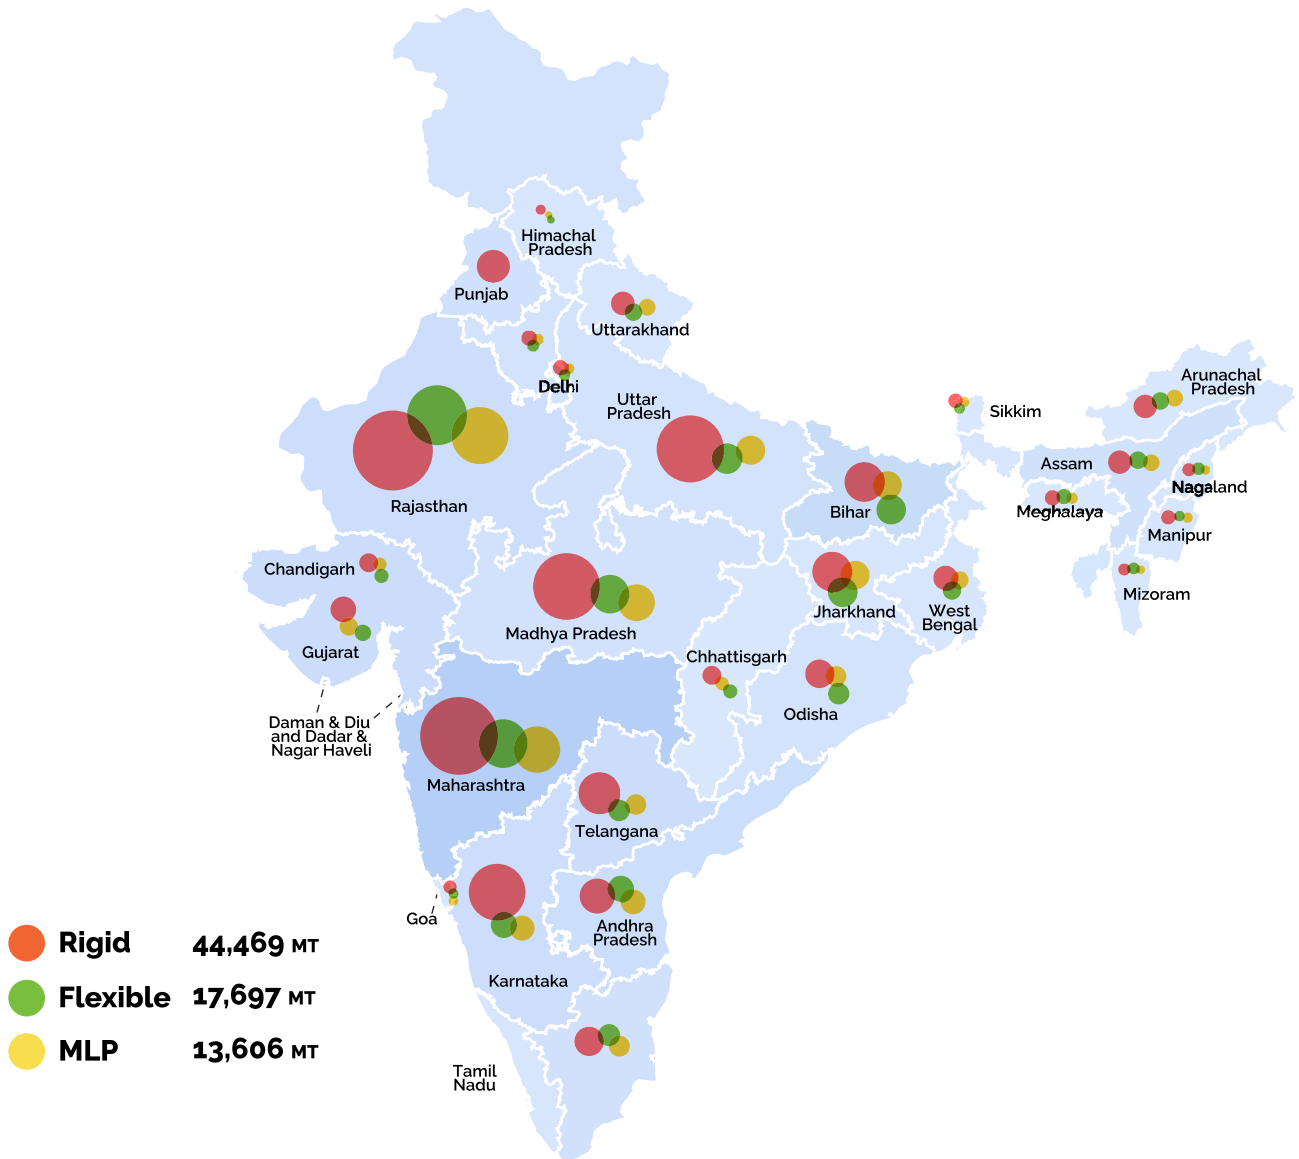 Himachal
Pradesh
Punjab
Uttarakhand
Delhi
Uttar
Pradesh
Arunachal
Pradesh
Sikkim
Assam
Nagaland
Meghalaya
Manipur
Mizoram
Rajasthan
Bihar
Chandigarh
Gujarat
Madhya Pradesh
Jharkhand
West
Bengal
Chhattisgarh
Odisha
Daman & Diu
and Dadar &
Nagar Haveli
Maharashtra
Telangana
Goa
Andhra
Pradesh
Karnataka
Tamil
Nadu
Rigid 44,469 MT
Flexible 17,697 MT
MLP 13,606 MT